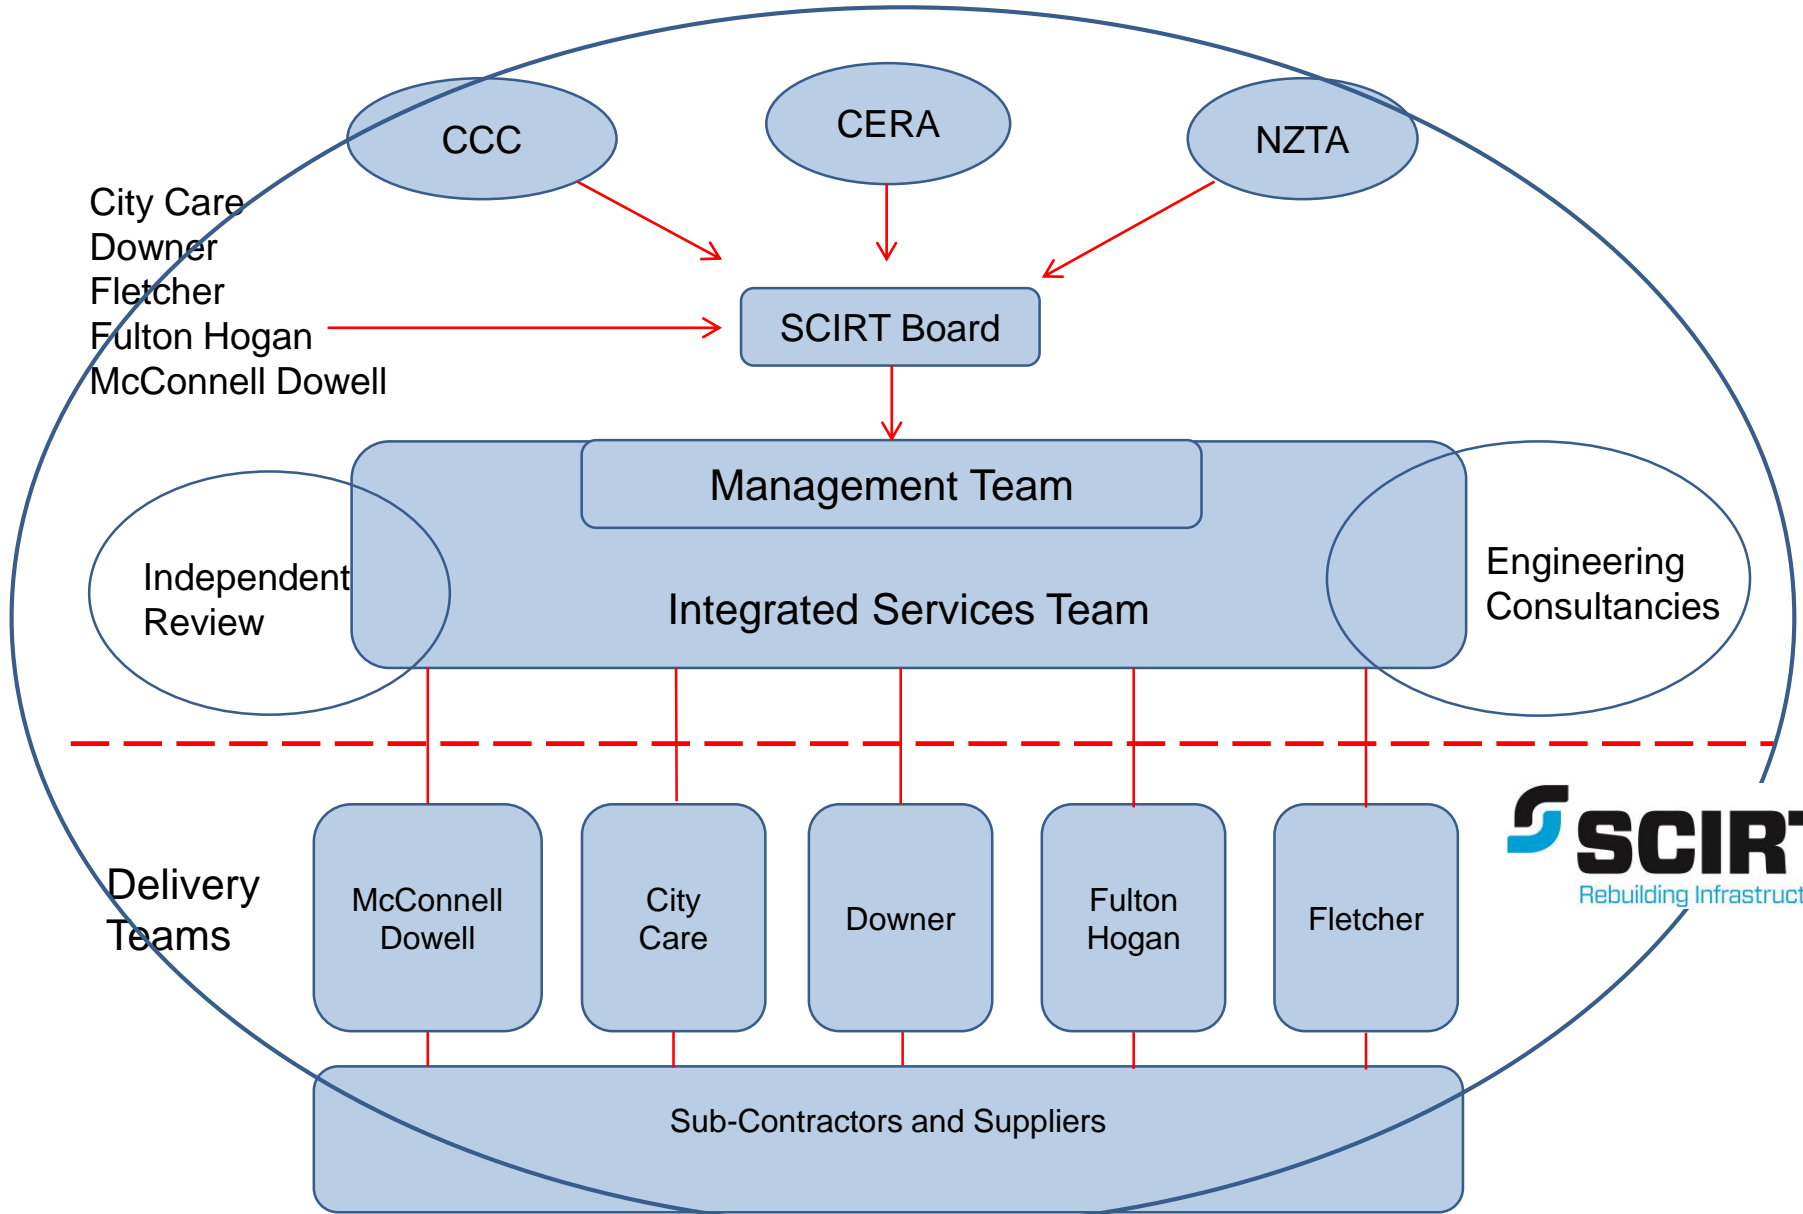 CCC
CERA
NZTA
City Care
Downer
Fletcher
Fulton Hogan
McConnell Dowell
SCIRT Board
Management Team
Independent
Review
Integrated Services Team
Engineering
Consultancies
Delivery
Teams
McConnell
Dowell
City
Care
Downer
Fulton
Hogan
Fletcher
SCIRT
Rebuilding Infrastruct
Sub-Contractors and Suppliers